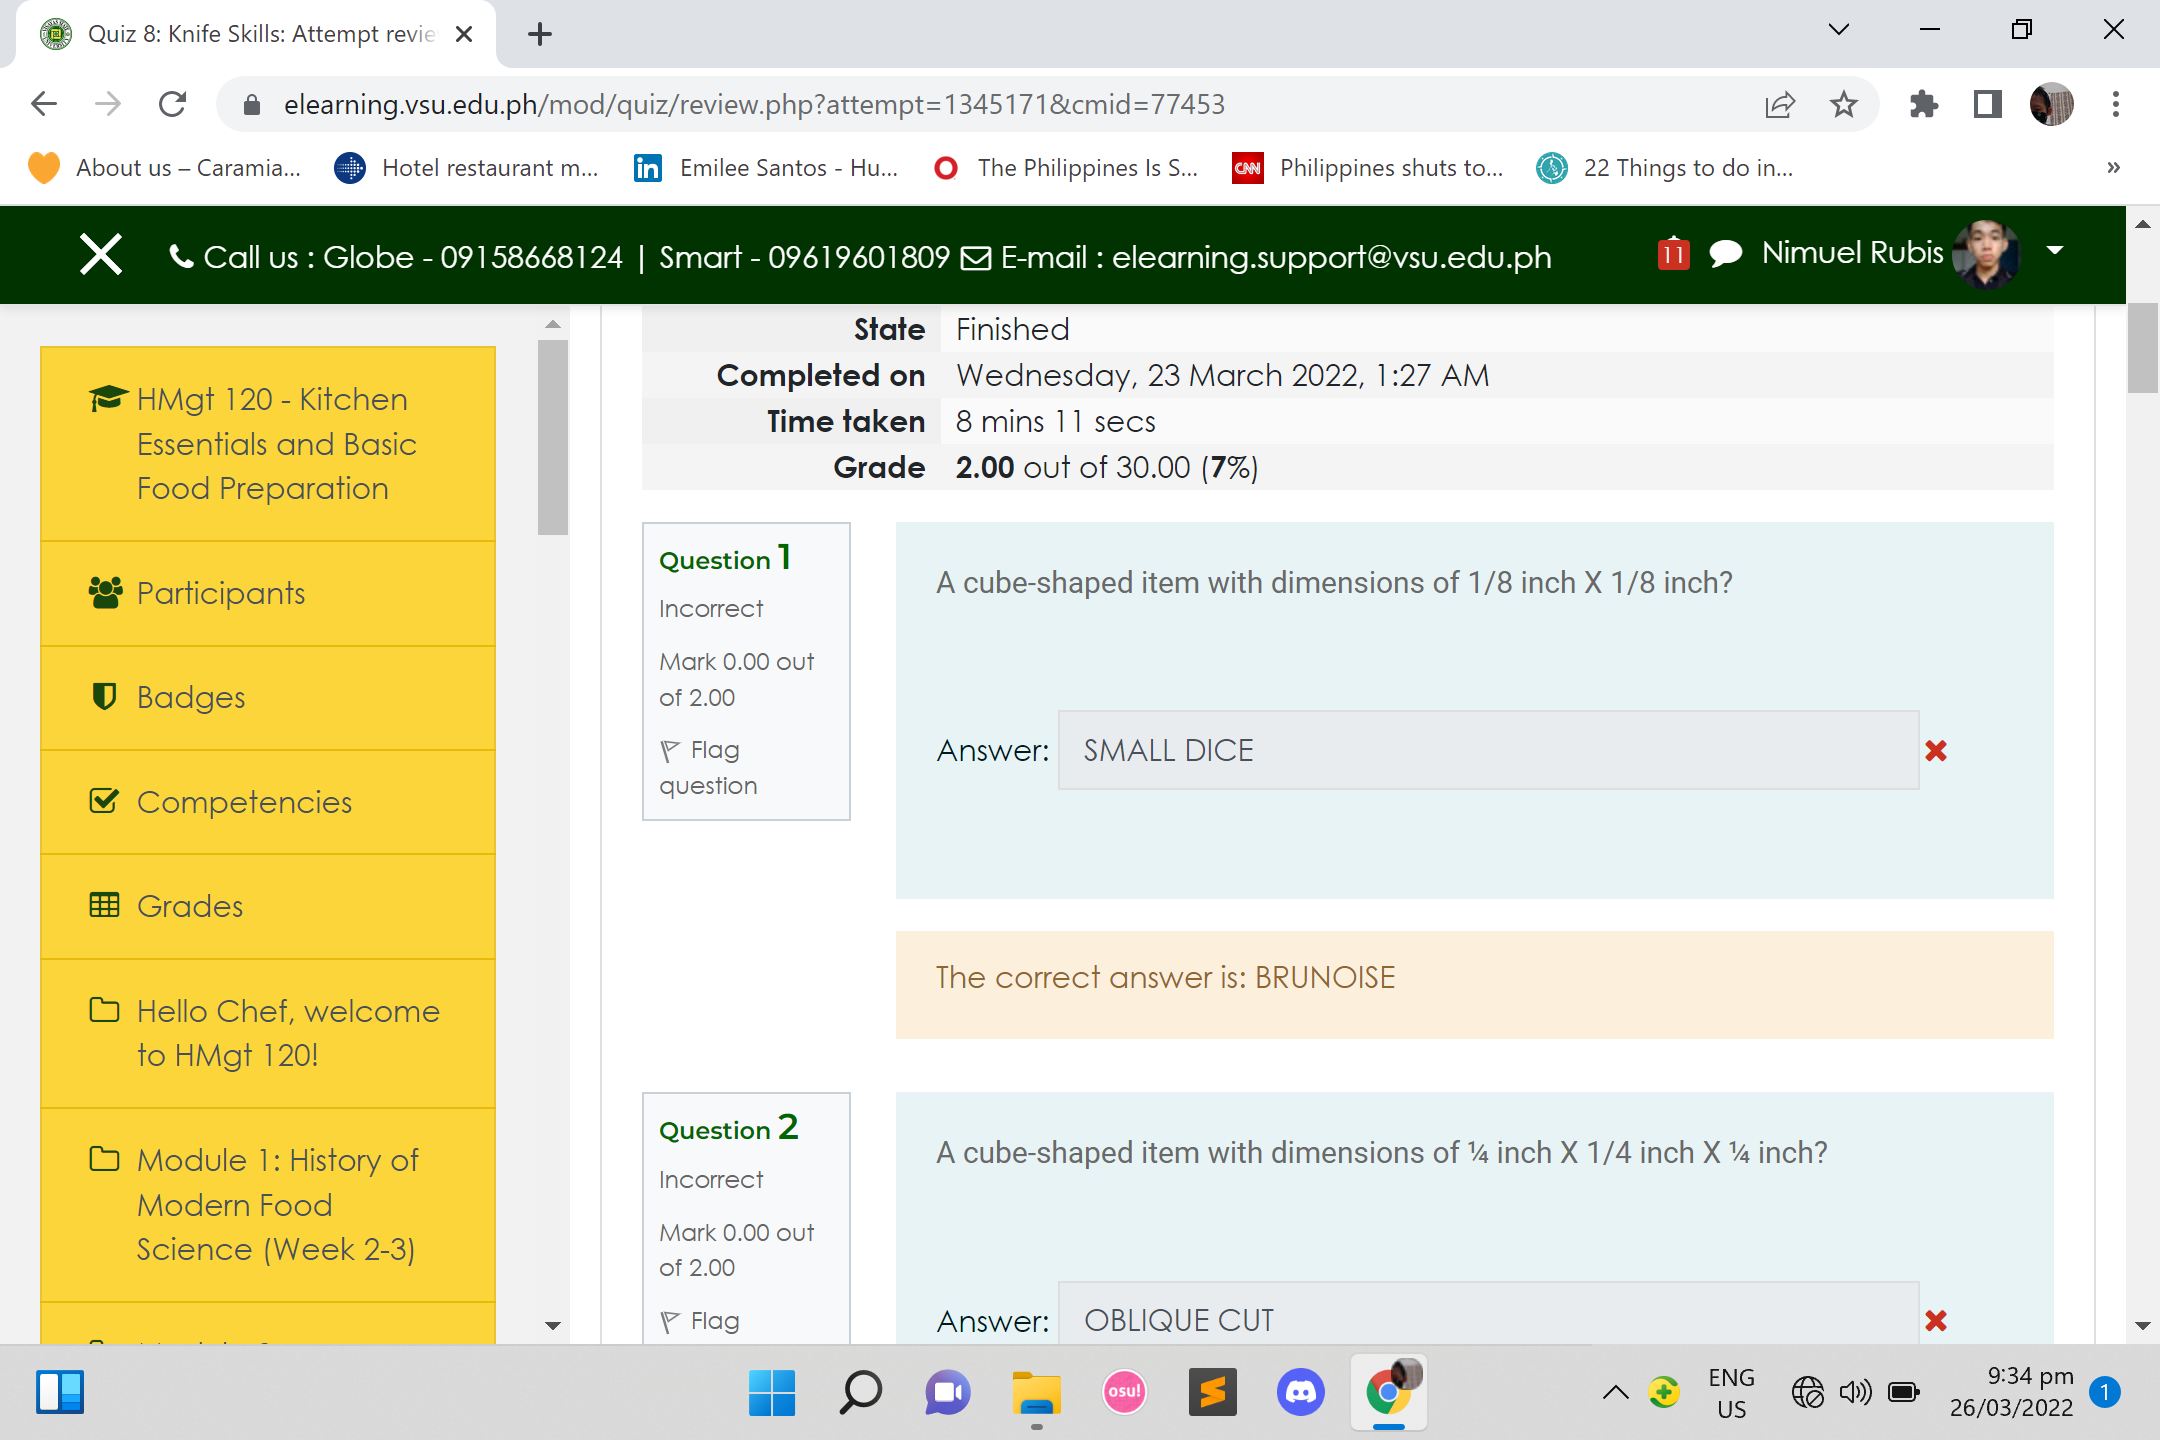 Quiz 8: Knife Skills: Attempt revie
elearning.vsu.edu.ph/mod/quiz/review.php?attempt=1345171&cmid=77453
About us – Caramia...
Hotel restaurant m...
in
Emilee Santos - Hu...
The Philippines Is S...
CNN
Philippines shuts to...
22 Things to do in...
»
Call us : Globe - 09158668124 | Smart - 09619601809 E-mail : elearning.support@vsu.edu.ph
11
Nimuel Rubis
HMgt 120 - Kitchen
Essentials and Basic
Food Preparation
Participants
Badges
Competencies
Grades
Hello Chef, welcome
to HMgt 120!
Module 1: History of
Modern Food
Science (Week 2-3)
State Finished
Completed on Wednesday, 23 March 2022, 1:27 AM
Time taken 8 mins 11 secs
Grade 2.00 out of 30.00 (7%)
Question 1
Incorrect
Mark 0.00 out
of 2.00
Flag
question
A cube-shaped item with dimensions of 1/8 inch X 1/8 inch?
Answer: SMALL DICE
The correct answer is: BRUNOISE
Question 2
Incorrect
Mark 0.00 out
of 2.00
Flag
A cube-shaped item with dimensions of ¼ inch X 1/4 inch X ¼ inch?
Answer: OBLIQUE CUT
osu!
ENG
US
9:34 pm
26/03/2022
1